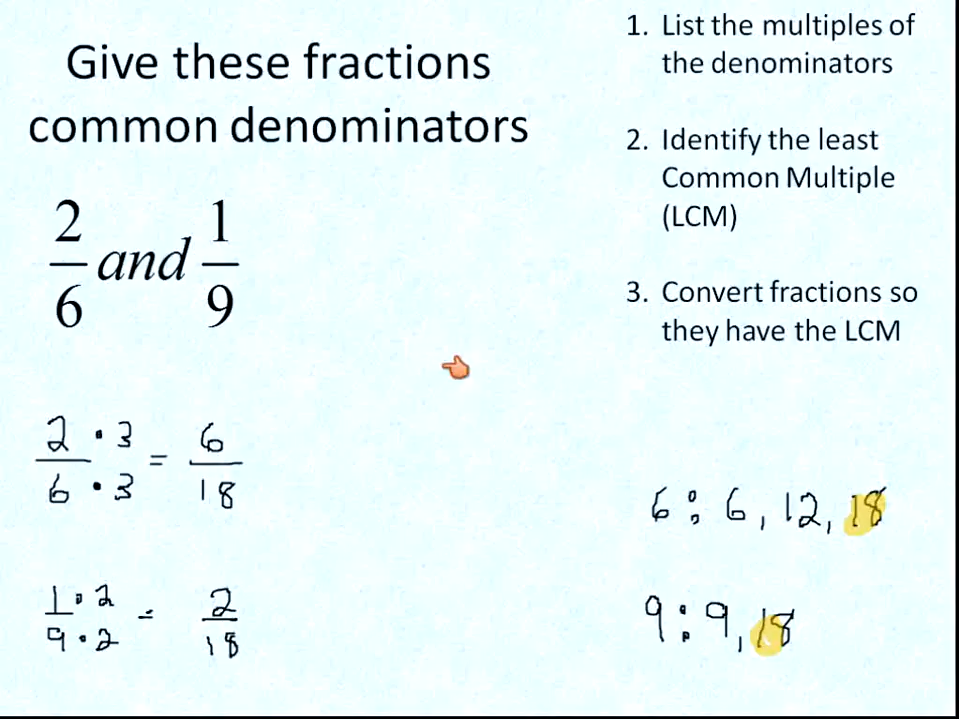 Give these fractions
common denominators
2/6 and 1/9
1. List the multiples of
the denominators
2. Identify the least
Common Multiple
(LCM)
3. Convert fractions so
they have the LCM
2 · 3 / 6 · 3 = 6/18
1 · 2 / 9 · 2 = 2/18
6 : 6, 12, 18
9 : 9, 18